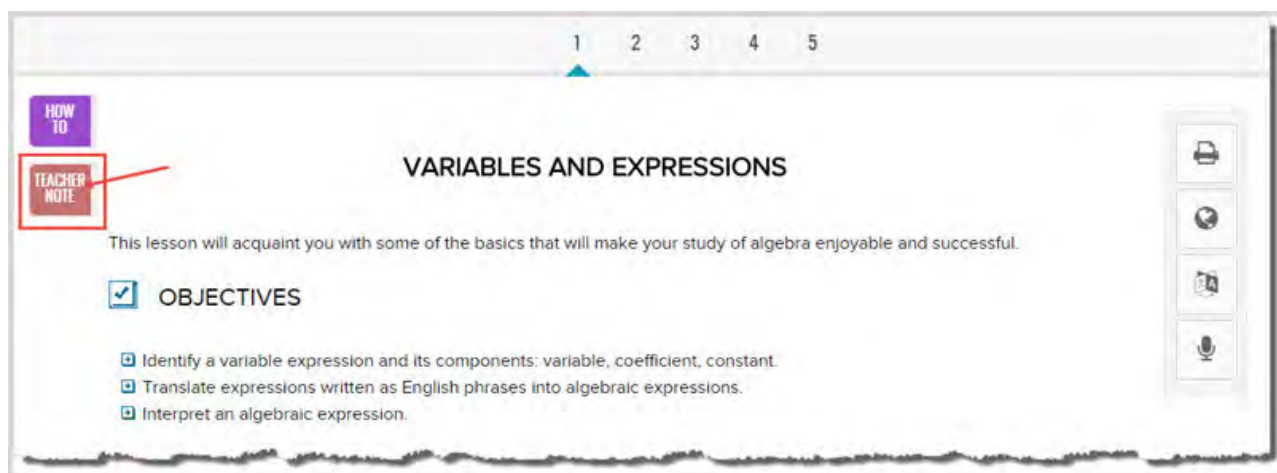 1 2 3 4 5
HOW
TO
TEACHER
NOTE
VARIABLES AND EXPRESSIONS
This lesson will acquaint you with some of the basics that will make your study of algebra enjoyable and successful.
OBJECTIVES
Identify a variable expression and its components: variable, coefficient, constant.
Translate expressions written as English phrases into algebraic expressions.
Interpret an algebraic expression.